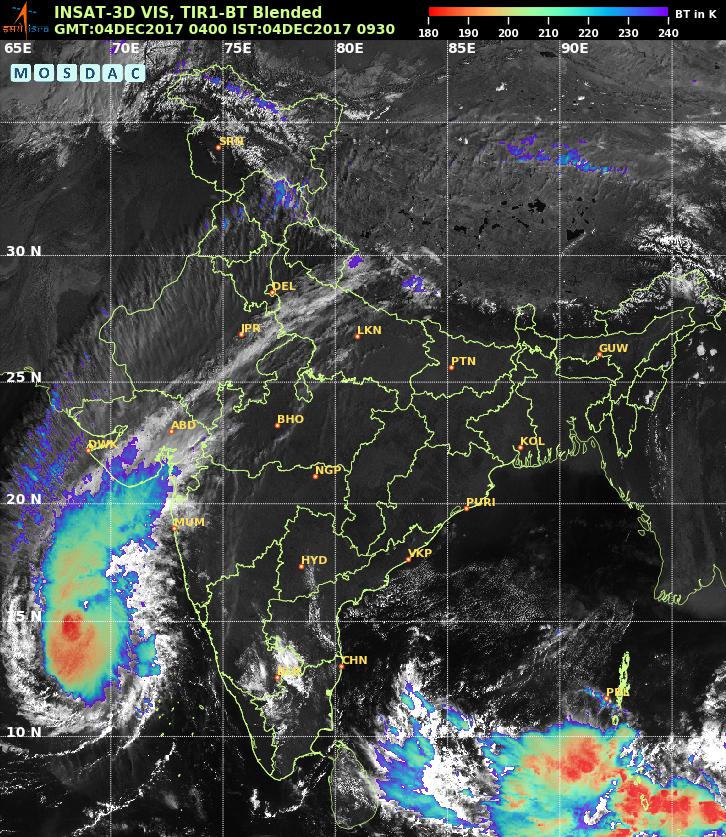 INSAT-3D VIS, TIR1-BT Blended
GMT:04DEC2017 0400 IST:04DEC2017 0930
BT in K
180 190 200 210 220 230 240
65E 70E 75E 80E 85E 90E
MOSDAC
SRN
30 N
DEL
JPR LKN
GUW
PTN
25 N
ABD BHO
DWK KOL
NGP
20 N PURI
MUM
VKP
HYD
15 N
CHN
10 N